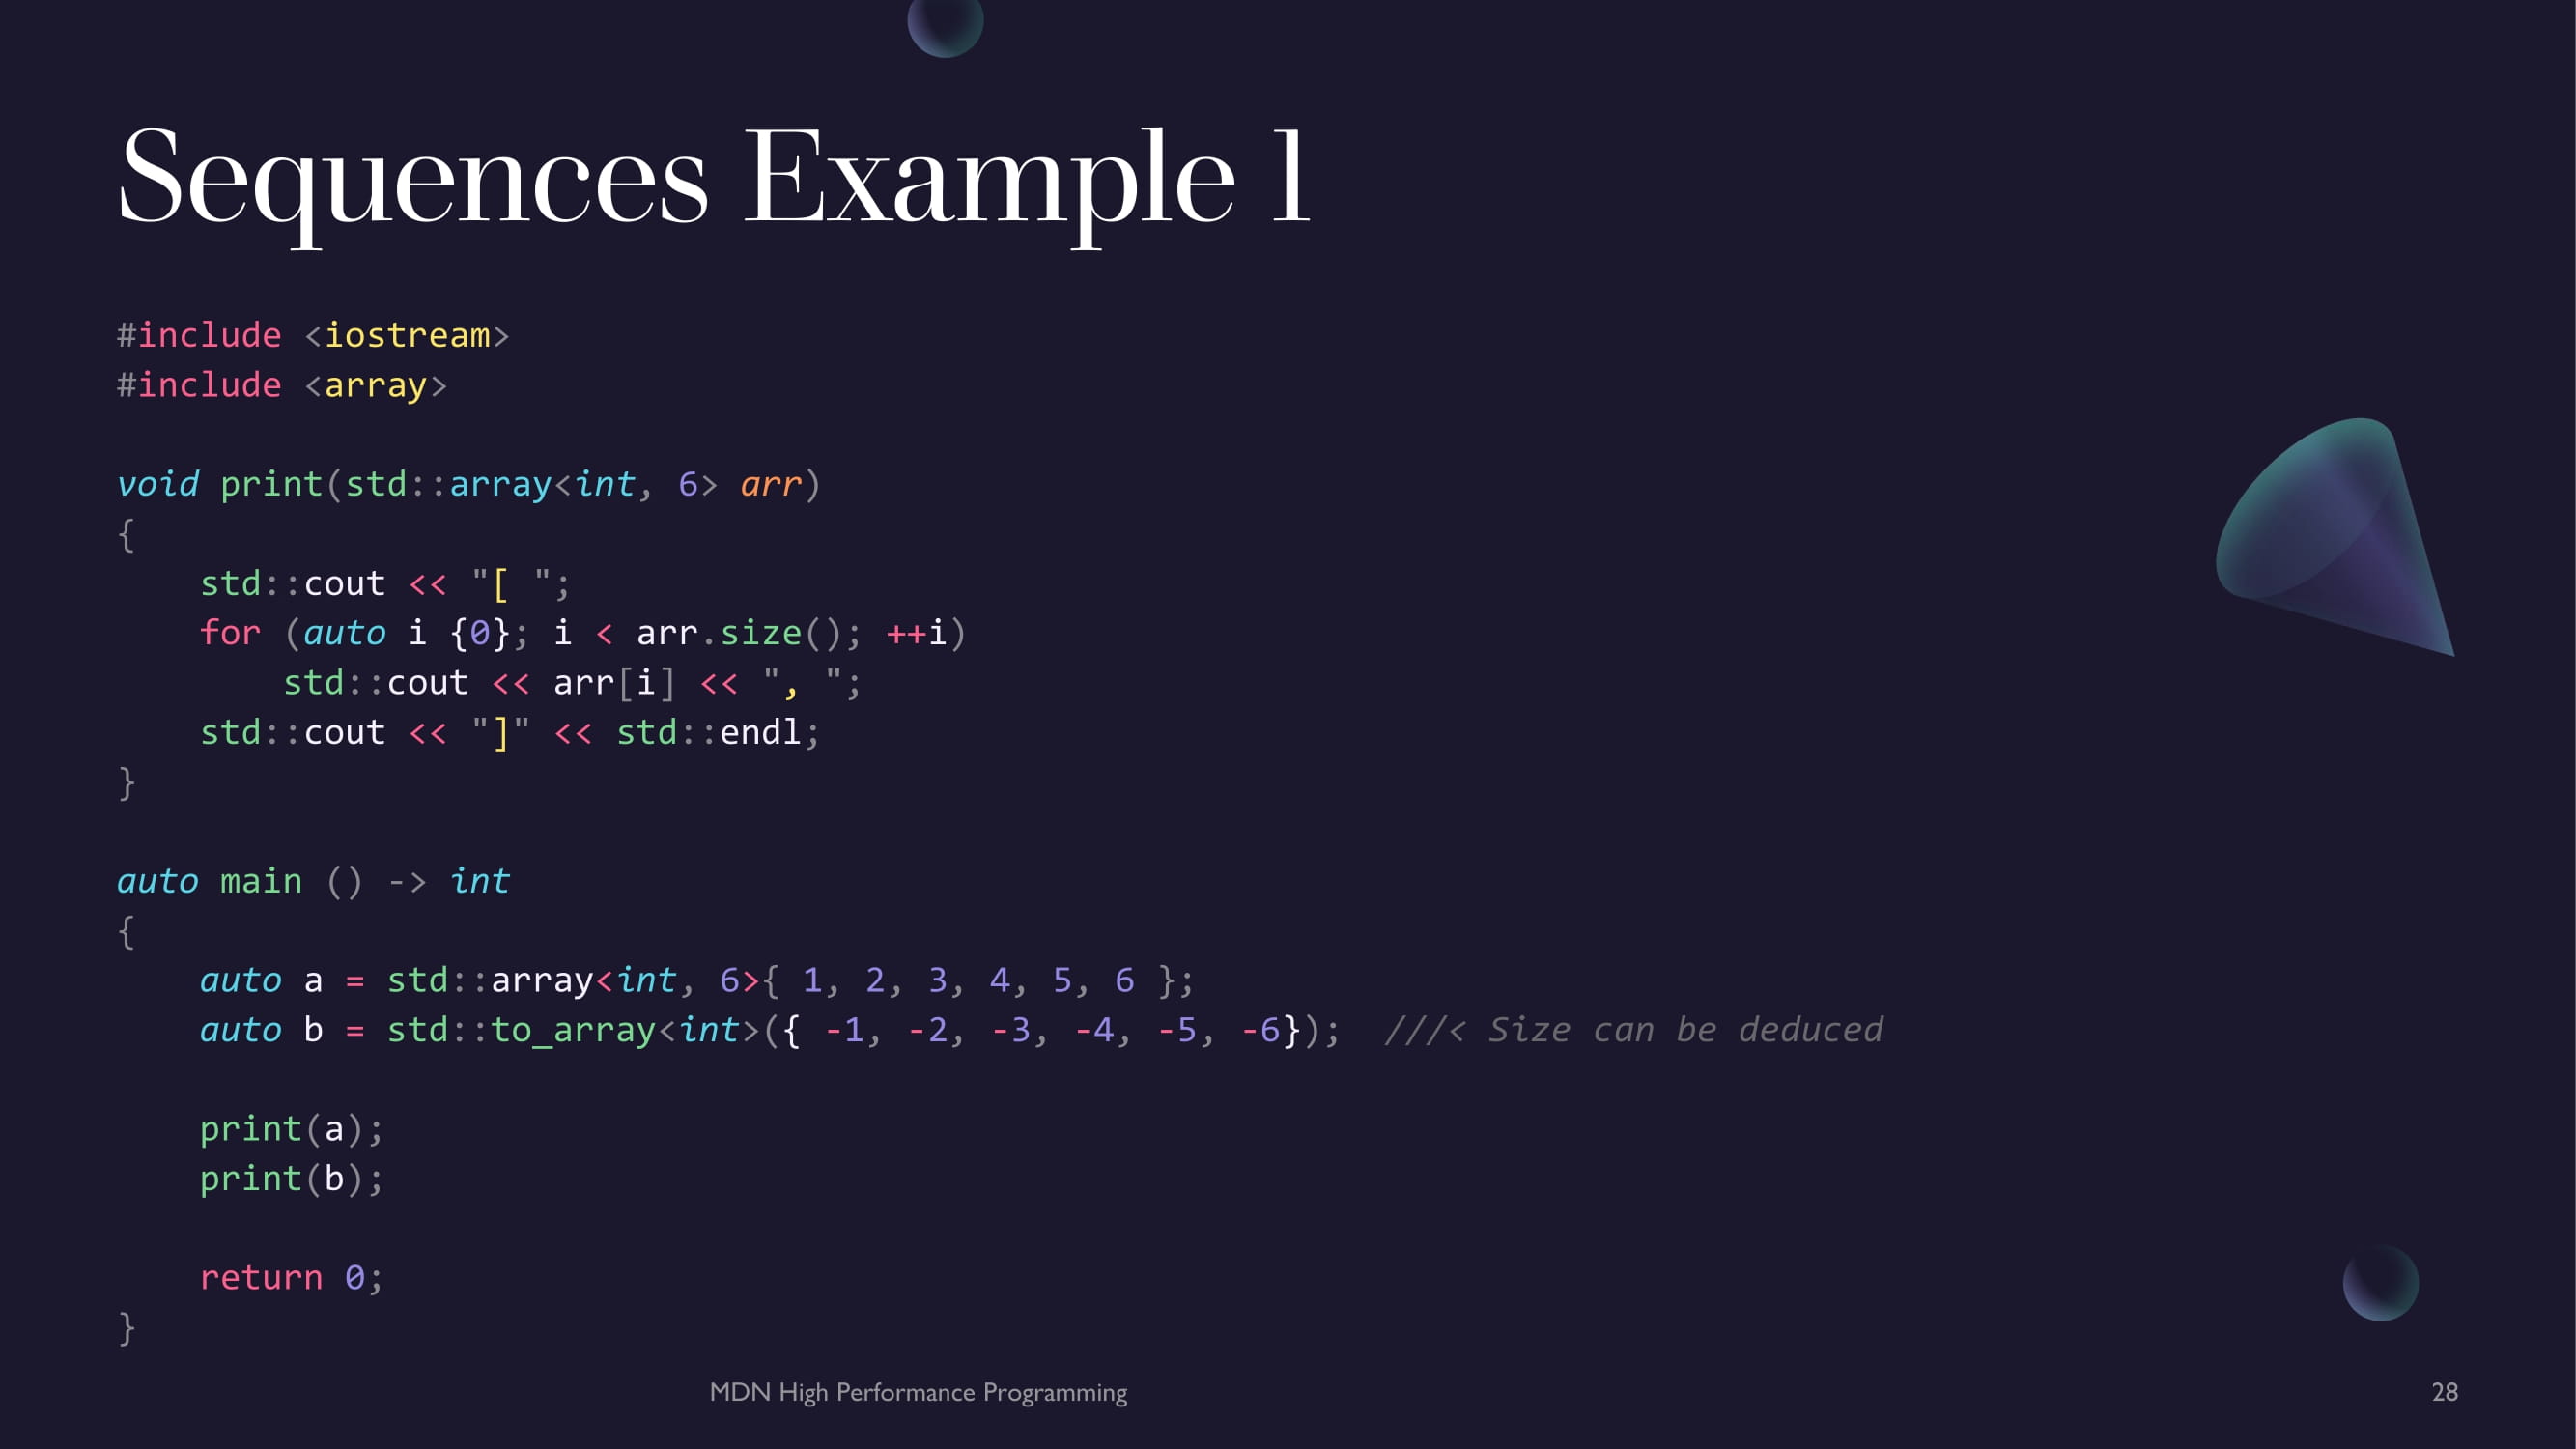 Sequences Example 1
#include <iostream>
#include <array>
void print(std::array<int, 6> arr)
{
    std::cout << "[ ";
    for (auto i {0}; i < arr.size(); ++i)
        std::cout << arr[i] << ", ";
    std::cout << "]" << std::endl;
}
auto main () -> int
{
    auto a = std::array<int, 6>{ 1, 2, 3, 4, 5, 6 };
    auto b = std::to_array<int>({ -1, -2, -3, -4, -5, -6});  ///< Size can be deduced
    print(a);
    print(b);
    return 0;
}
MDN High Performance Programming
28